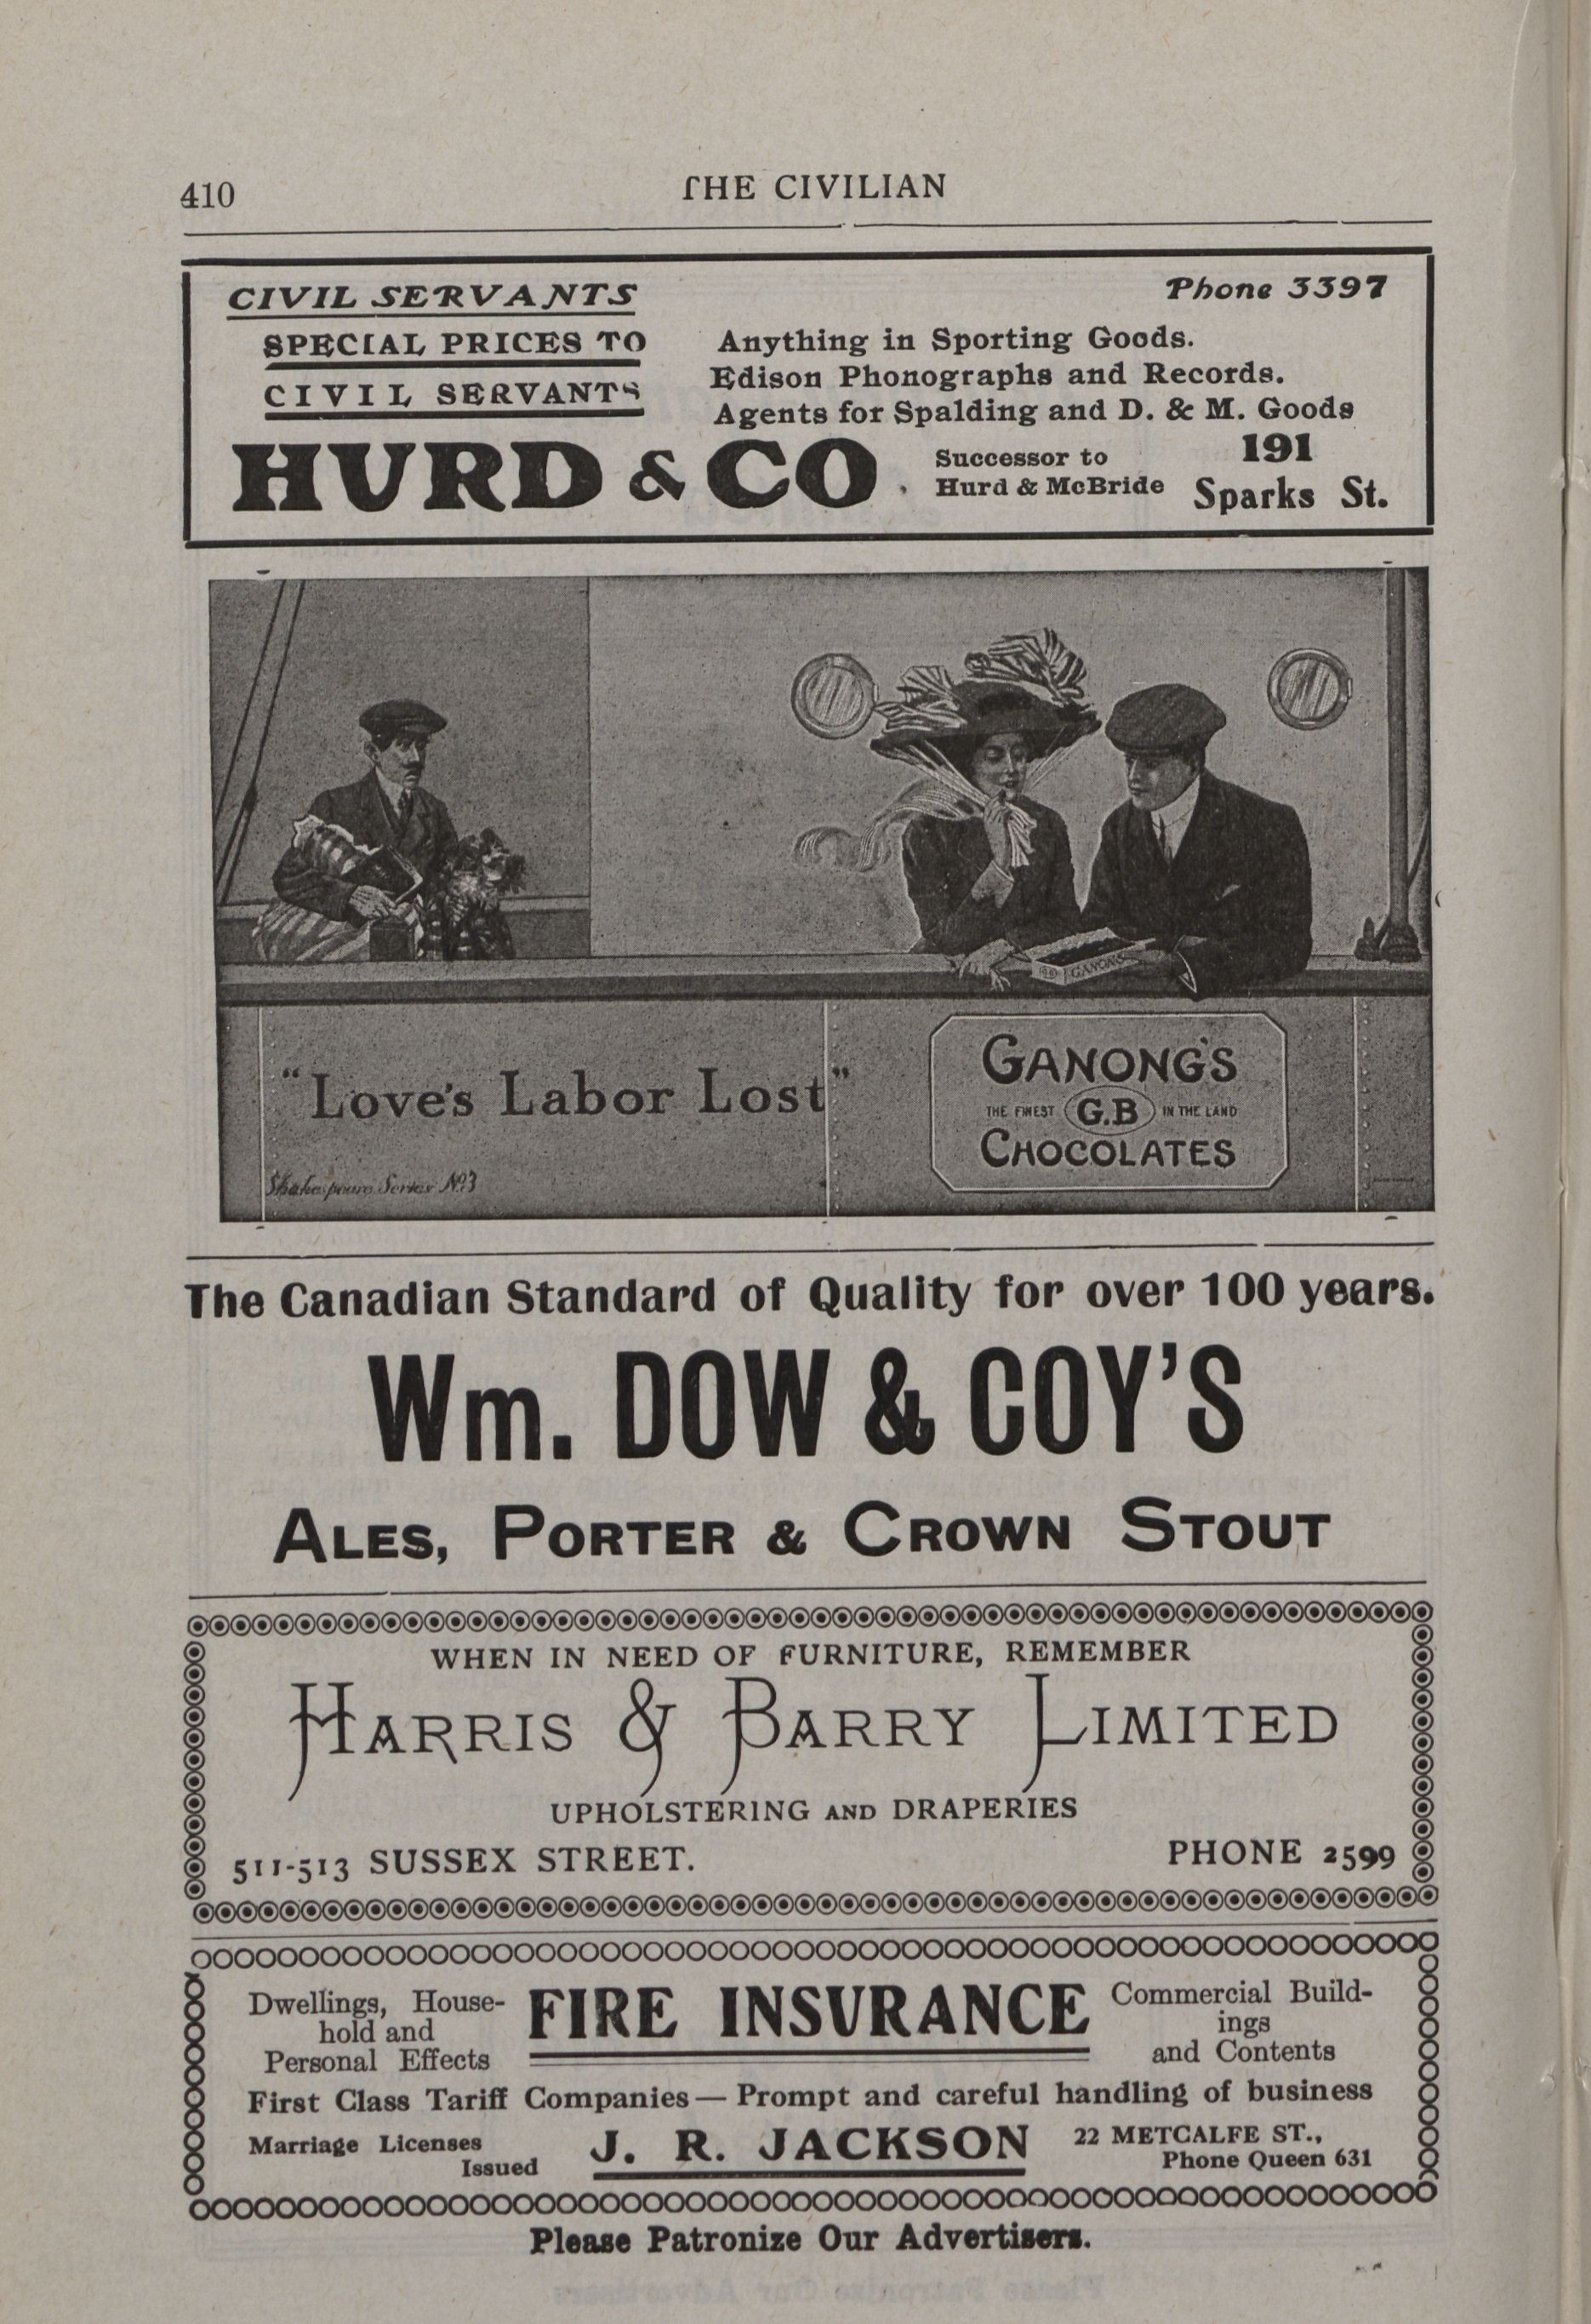 410
THE CIVILIAN
CIVIL SERVANTS
SPECIAL PRICES TO
CIVIL SERVANTS
Phone 3397
Anything in Sporting Goods.
Edison Phonographs and Records.
Agents for Spalding and D. & M. Goods
HURD & CO.
Successor to
Hurd & McBride
191
Sparks St.
GB GANONG'S
"Love's Labor Lost"
Shakespeare Series No 3
GANONG'S
THE FINEST G.B IN THE LAND
CHOCOLATES
The Canadian Standard of Quality for over 100 years.
Wm. DOW & COY'S
ALES, PORTER & CROWN STOUT
WHEN IN NEED OF FURNITURE, REMEMBER
HARRIS & BARRY LIMITED
UPHOLSTERING AND DRAPERIES
511-513 SUSSEX STREET.
PHONE 2599
Dwellings, House-
hold and
Personal Effects
FIRE INSURANCE
Commercial Build-
ings
and Contents
First Class Tariff Companies — Prompt and careful handling of business
Marriage Licenses
Issued
J. R. JACKSON
22 METCALFE ST.,
Phone Queen 631
Please Patronize Our Advertisers.